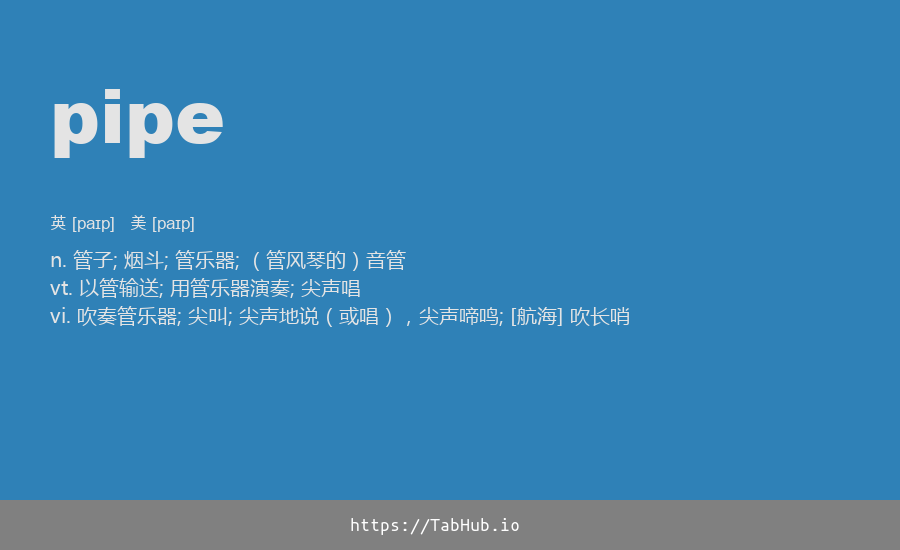 pipe
英 [paɪp] 美 [paɪp]
n. 管子; 烟斗; 管乐器; （管风琴的）音管
vt. 以管输送; 用管乐器演奏; 尖声唱
vi. 吹奏管乐器; 尖叫; 尖声地说（或唱），尖声啼鸣; [航海] 吹长哨
https://TabHub.io